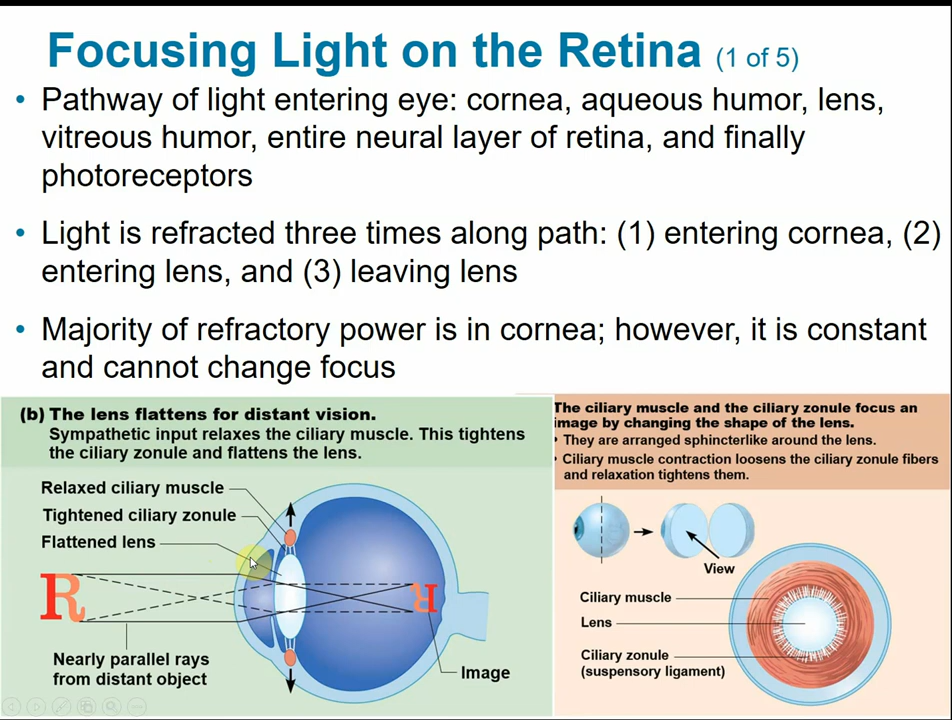 Focusing Light on the Retina (1 of 5)
• Pathway of light entering eye: cornea, aqueous humor, lens,
vitreous humor, entire neural layer of retina, and finally
photoreceptors
• Light is refracted three times along path: (1) entering cornea, (2)
entering lens, and (3) leaving lens
• Majority of refractory power is in cornea; however, it is constant
and cannot change focus
(b) The lens flattens for distant vision.
Sympathetic input relaxes the ciliary muscle. This tightens
the ciliary zonule and flattens the lens.
Relaxed ciliary muscle
Tightened ciliary zonule
Flattened lens
R
R
Nearly parallel rays
from distant object
Image
The ciliary muscle and the ciliary zonule focus an
image by changing the shape of the lens.
• They are arranged sphincterlike around the lens.
• Ciliary muscle contraction loosens the ciliary zonule fibers
and relaxation tightens them.
View
Ciliary muscle
Lens
Ciliary zonule
(suspensory ligament)